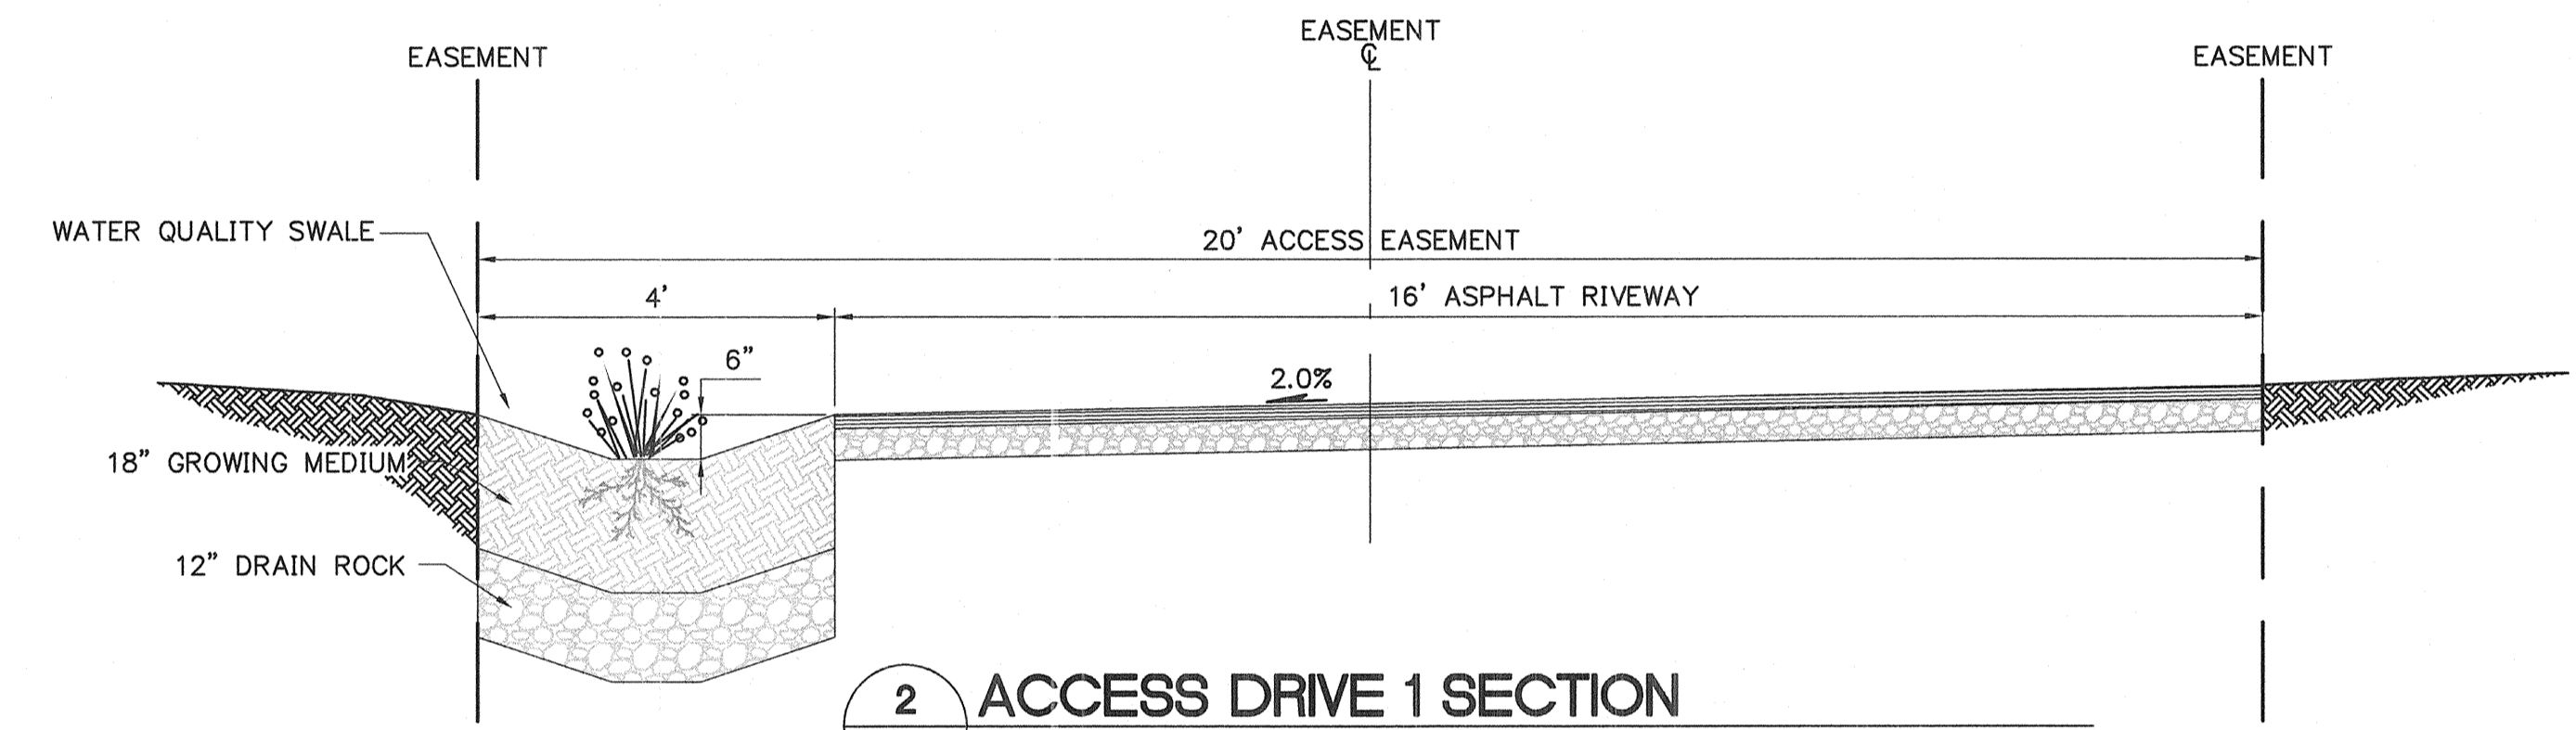 EASEMENT
EASEMENT
℄
EASEMENT
WATER QUALITY SWALE
20' ACCESS EASEMENT
4'
16' ASPHALT RIVEWAY
6"
2.0%
18" GROWING MEDIUM
12" DRAIN ROCK
2 ACCESS DRIVE 1 SECTION